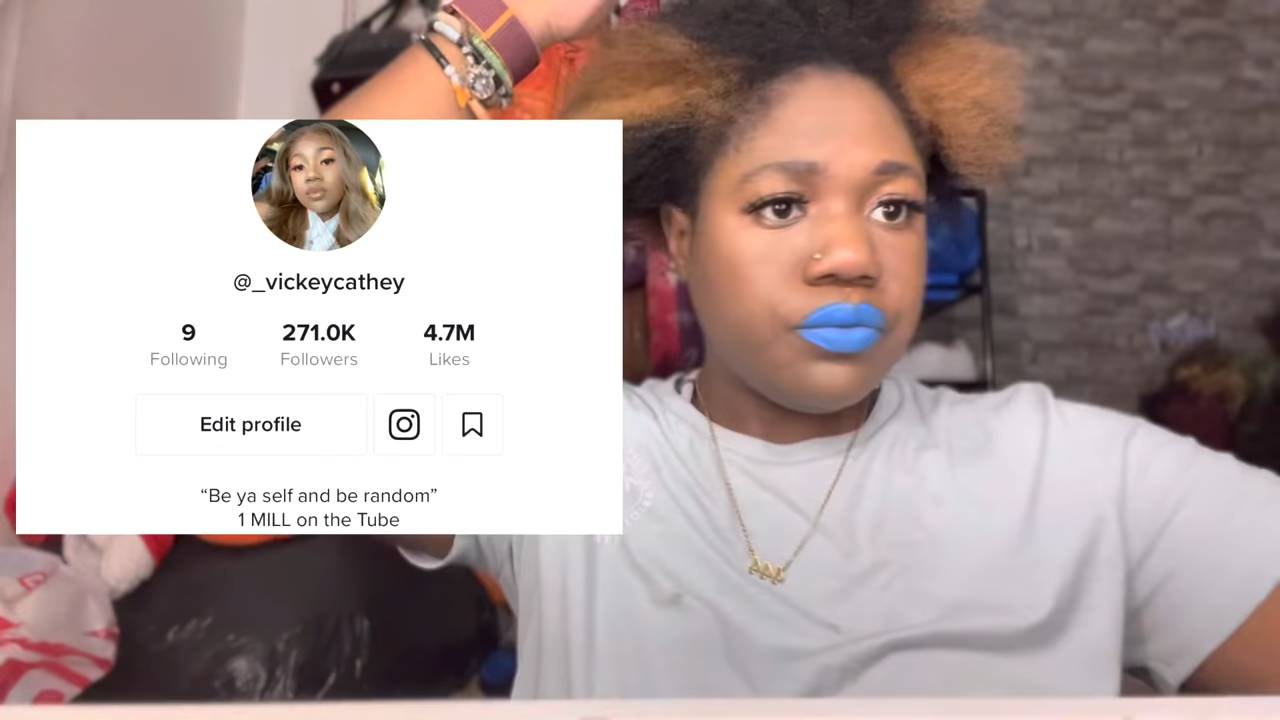 @_vickeycathey
9 271.0K 4.7M
Following Followers Likes
Edit profile
“Be ya self and be random”
1 MILL on the Tube